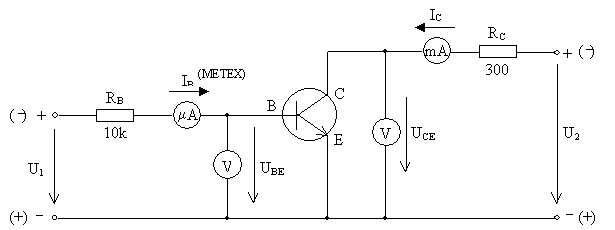 I_C
R_C
mA
+ (-)
300
I_B (METEX)
(-) +
R_B
μA
B
C
10k
E
V
U_CE
U_2
V
U_BE
U_1
(+) -
- (+)